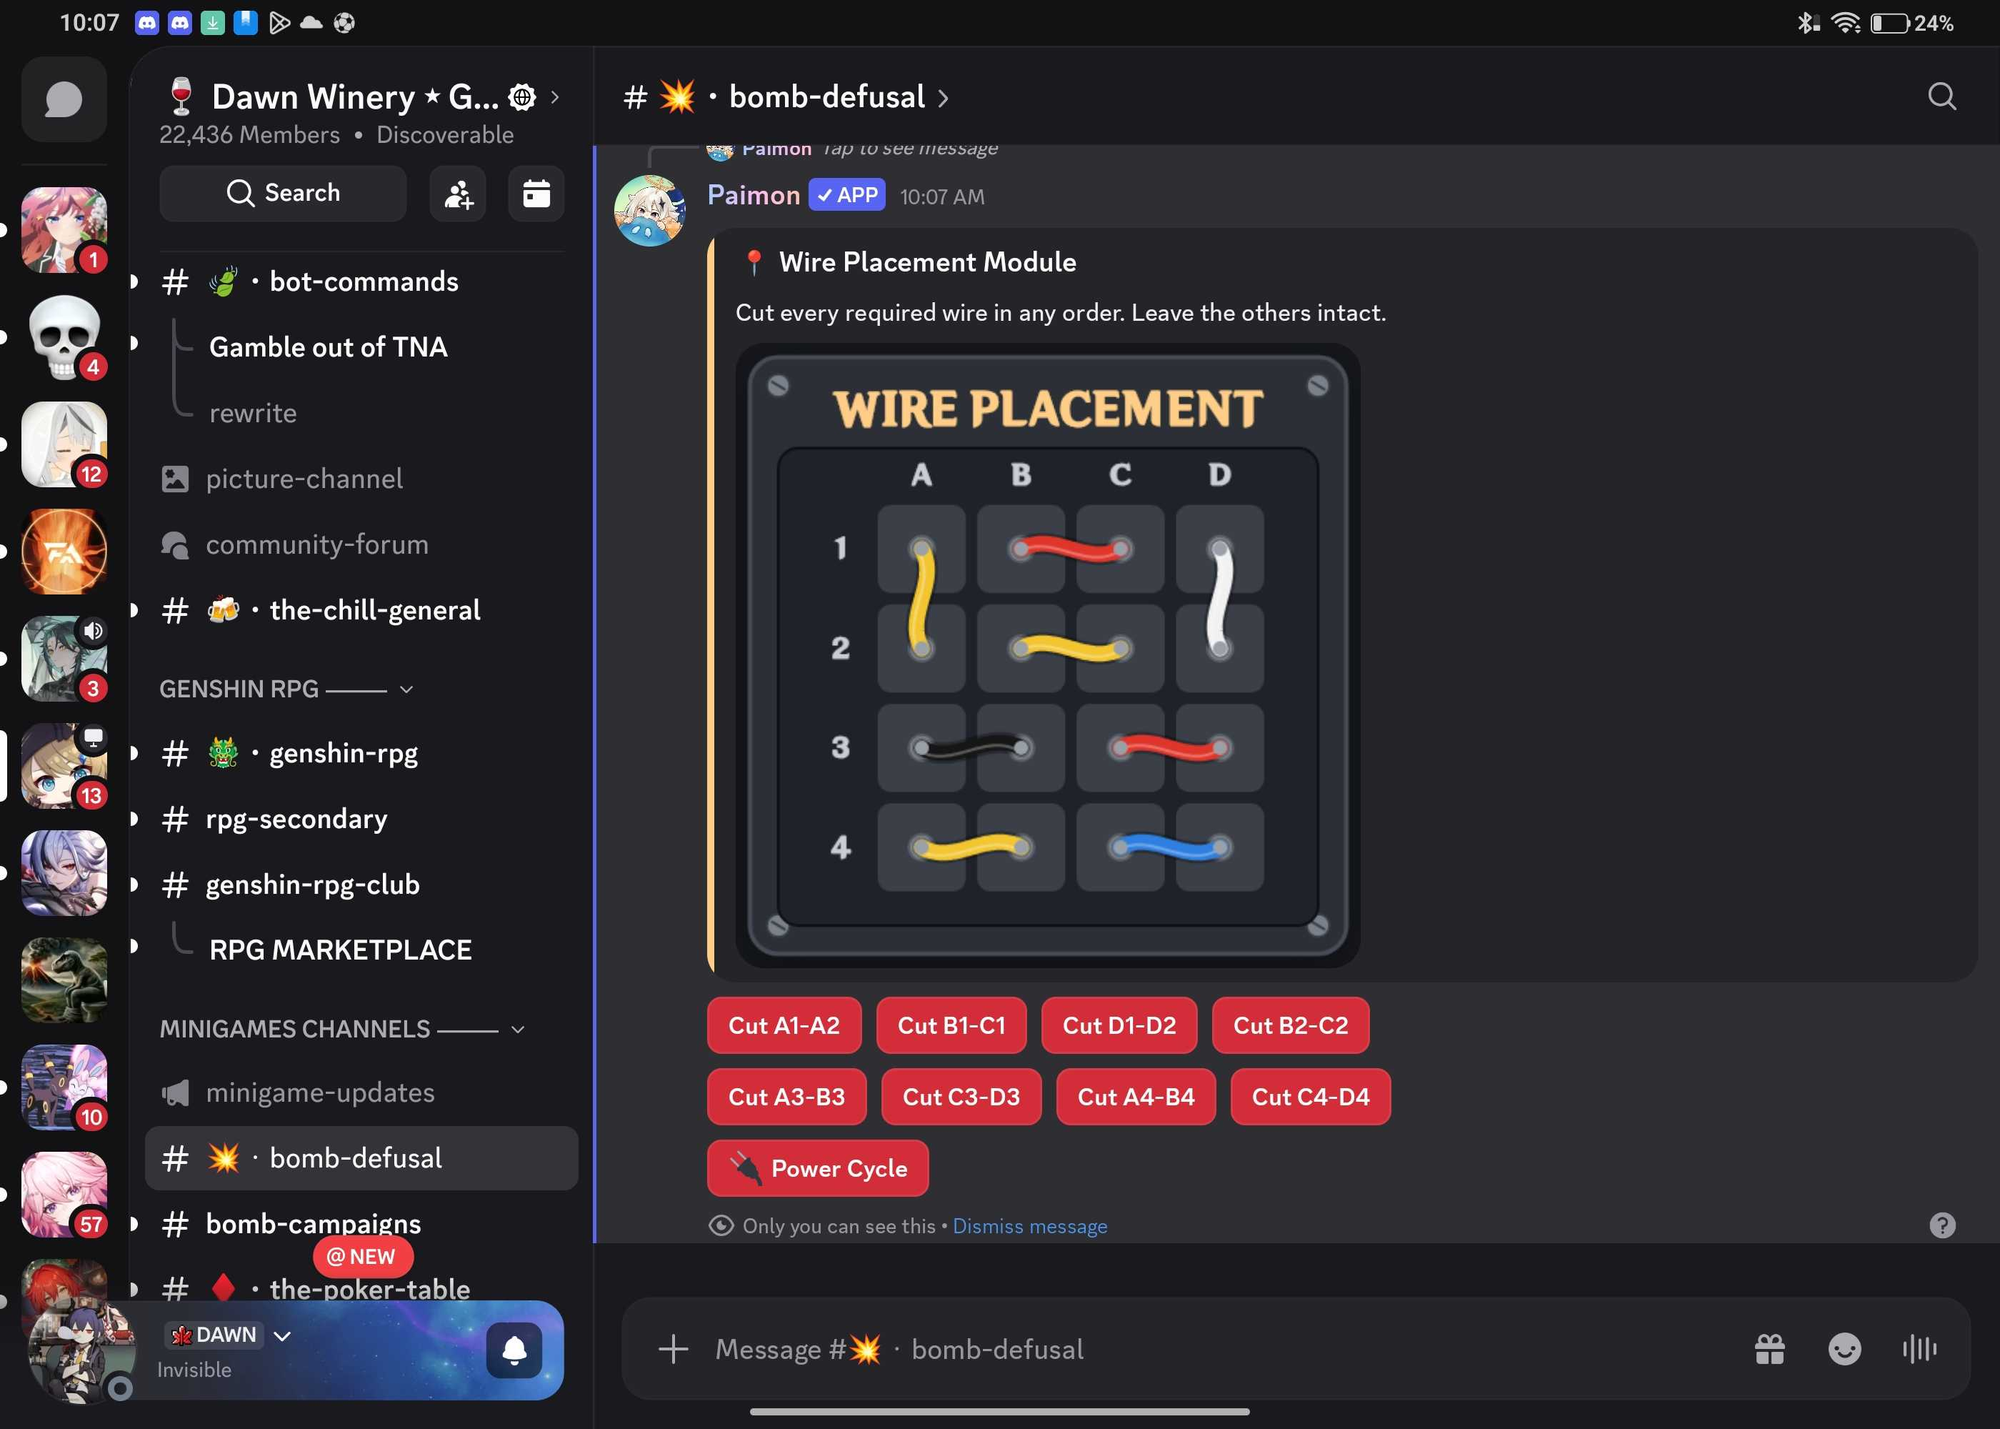 10:07
24%
Dawn Winery ★ G...
22,436 Members • Discoverable
Search
# 💥 · bomb-defusal
1
4
12
FA
3
13
10
57
# · bot-commands
Gamble out of TNA
rewrite
picture-channel
community-forum
# 🍻 · the-chill-general
GENSHIN RPG
# 🐲 · genshin-rpg
# rpg-secondary
# genshin-rpg-club
RPG MARKETPLACE
MINIGAMES CHANNELS
minigame-updates
# 💥 · bomb-defusal
# bomb-campaigns
@ NEW
# ♦️ · the-poker-table
DAWN
Invisible
Paimon Tap to see message
Paimon ✓ APP 10:07 AM
📍 Wire Placement Module
Cut every required wire in any order. Leave the others intact.
WIRE PLACEMENT
A B C D
1
2
3
4
Cut A1-A2 Cut B1-C1 Cut D1-D2 Cut B2-C2
Cut A3-B3 Cut C3-D3 Cut A4-B4 Cut C4-D4
🔌 Power Cycle
Only you can see this • Dismiss message
?
Message #💥 · bomb-defusal